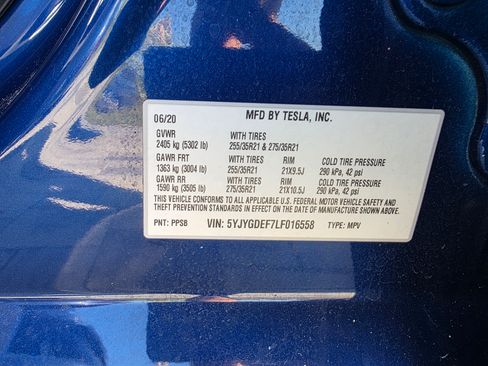 06/20 MFD BY TESLA, INC.
GVWR WITH TIRES
2405 kg (5302 lb) 255/35R21 & 275/35R21
GAWR FRT WITH TIRES RIM COLD TIRE PRESSURE
1363 kg (3004 lb) 255/35R21 21X9.5J 290 kPa, 42 psi
GAWR RR WITH TIRES RIM COLD TIRE PRESSURE
1590 kg (3505 lb) 275/35R21 21X10.5J 290 kPa, 42 psi
THIS VEHICLE CONFORMS TO ALL APPLICABLE U.S. FEDERAL MOTOR VEHICLE SAFETY AND
THEFT PREVENTION STANDARDS IN EFFECT ON THE DATE OF MANUFACTURE SHOWN ABOVE.
PNT: PPSB VIN: 5YJYGDEF7LF016558 TYPE: MPV